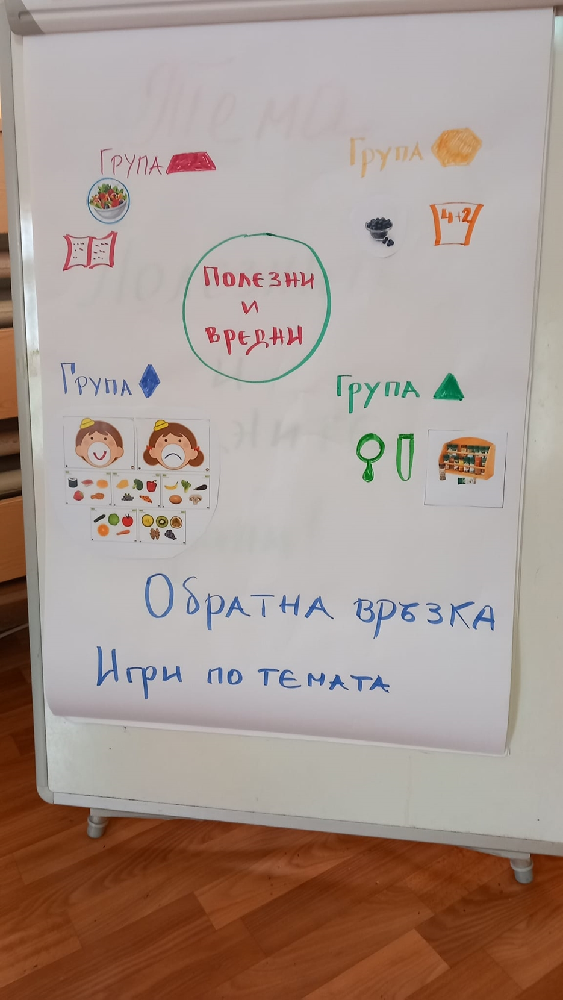 Група
Група
4+2
Полезни
и
вредни
Група
Група
Обратна връзка
Игри по темата